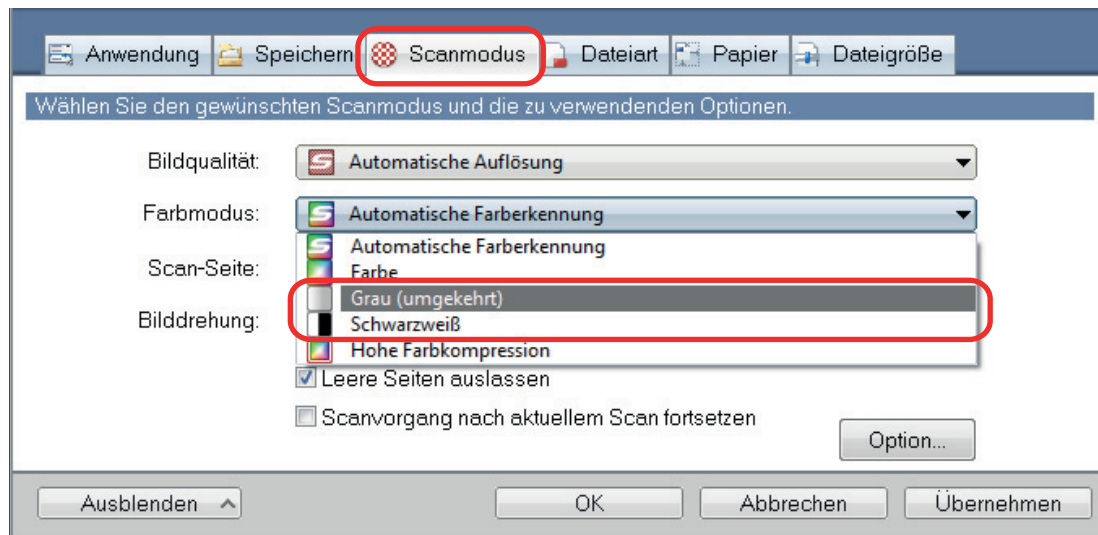 Anwendung Speichern Scanmodus Dateiart Papier Dateigröße
Wählen Sie den gewünschten Scanmodus und die zu verwendenden Optionen.
Bildqualität: Automatische Auflösung
Farbmodus: Automatische Farberkennung
Automatische Farberkennung
Scan-Seite: Farbe
Grau (umgekehrt)
Bilddrehung: Schwarzweiß
Hohe Farbkompression
Leere Seiten auslassen
Scanvorgang nach aktuellem Scan fortsetzen
Option...
Ausblenden OK Abbrechen Übernehmen